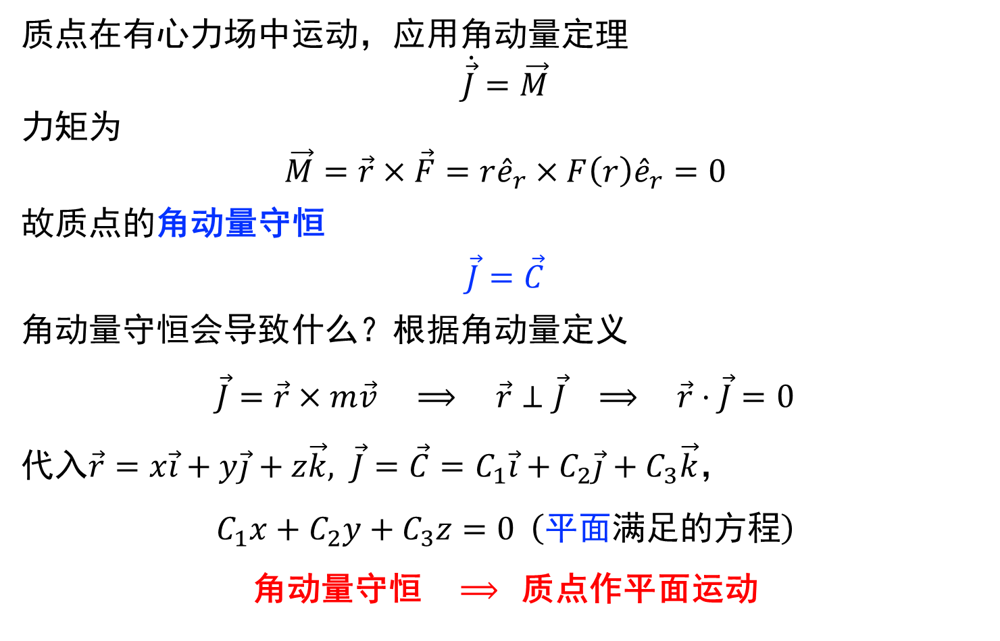 质点在有心力场中运动，应用角动量定理
$\dot{\vec{J}} = \vec{M}$
力矩为
$\vec{M} = \vec{r} \times \vec{F} = r\hat{e}_r \times F(r)\hat{e}_r = 0$
故质点的角动量守恒
$\vec{J} = \vec{C}$
角动量守恒会导致什么？根据角动量定义
$\vec{J} = \vec{r} \times m\vec{v} \quad \Longrightarrow \quad \vec{r} \perp \vec{J} \quad \Longrightarrow \quad \vec{r} \cdot \vec{J} = 0$
代入$\vec{r} = x\vec{\imath} + y\vec{\jmath} + z\vec{k}$, $\vec{J} = \vec{C} = C_1\vec{\imath} + C_2\vec{\jmath} + C_3\vec{k}$，
$C_1x + C_2y + C_3z = 0$ (平面满足的方程)
角动量守恒 $\Longrightarrow$ 质点作平面运动